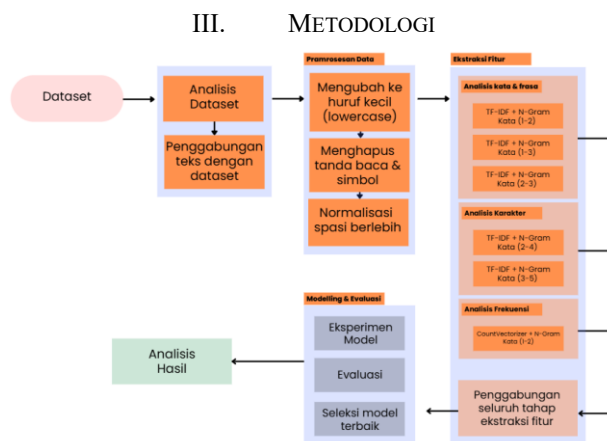 III. METODOLOGI
Dataset
Analisis
Dataset
Penggabungan
teks dengan
dataset
Pramrosesan Data
Mengubah ke
huruf kecil
(lowercase)
Menghapus
tanda baca &
simbol
Normalisasi
spasi berlebih
Ekstraksi Fitur
Analisis kata & frasa
TF-IDF + N-Gram
Kata (1-2)
TF-IDF + N-Gram
Kata (1-3)
TF-IDF + N-Gram
Kata (2-3)
Analisis Karakter
TF-IDF + N-Gram
Kata (2-4)
TF-IDF + N-Gram
Kata (3-5)
Analisis Frekuensi
CountVectorizer + N-Gram
Kata (1-2)
Penggabungan
seluruh tahap
ekstraksi fitur
Modelling & Evaluasi
Eksperimen
Model
Evaluasi
Seleksi model
terbaik
Analisis
Hasil